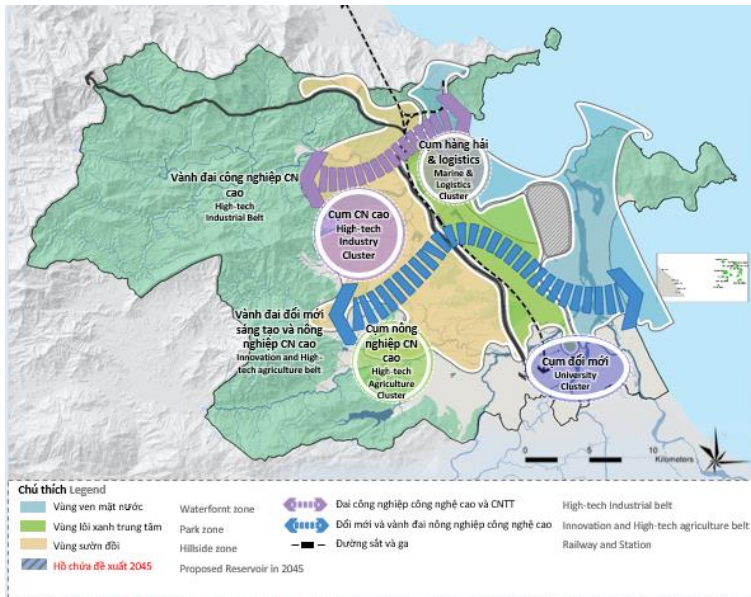 Cụm hàng hải
& logistics
Marine &
Logistics
Cluster
Vành đai công nghiệp CN
cao
High-tech
Industrial Belt
Cụm CN cao
High-tech
Industry
Cluster
Vành đai đổi mới
sáng tạo và nông
nghiệp CN cao
Innovation and High-
tech agriculture belt
Cụm nông
nghiệp CN
cao
High-tech
Agriculture
Cluster
Cụm đổi mới
University
Cluster
0 5 10
Kilometers
Chú thích Legend
Vùng ven mặt nước Waterfornt zone
Vùng lõi xanh trung tâm Park zone
Vùng sườn đồi Hillside zone
Hồ chứa đề xuất 2045 Proposed Reservoir in 2045
Đai công nghiệp công nghệ cao và CNTT High-tech Industrial belt
Đổi mới và vành đai nông nghiệp công nghệ cao Innovation and High-tech agriculture belt
Đường sắt và ga Railway and Station